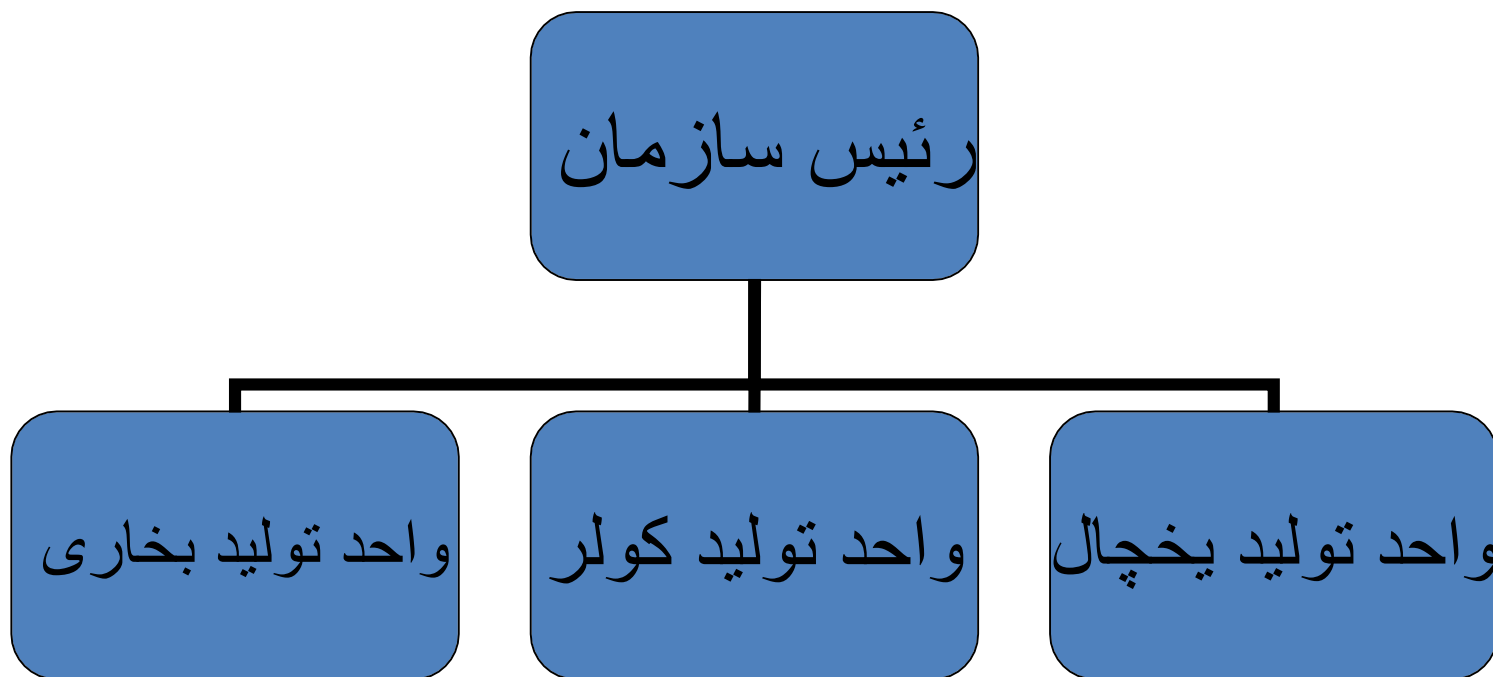 رئیس سازمان
واحد تولید یخچال
واحد تولید کولر
واحد تولید بخاری